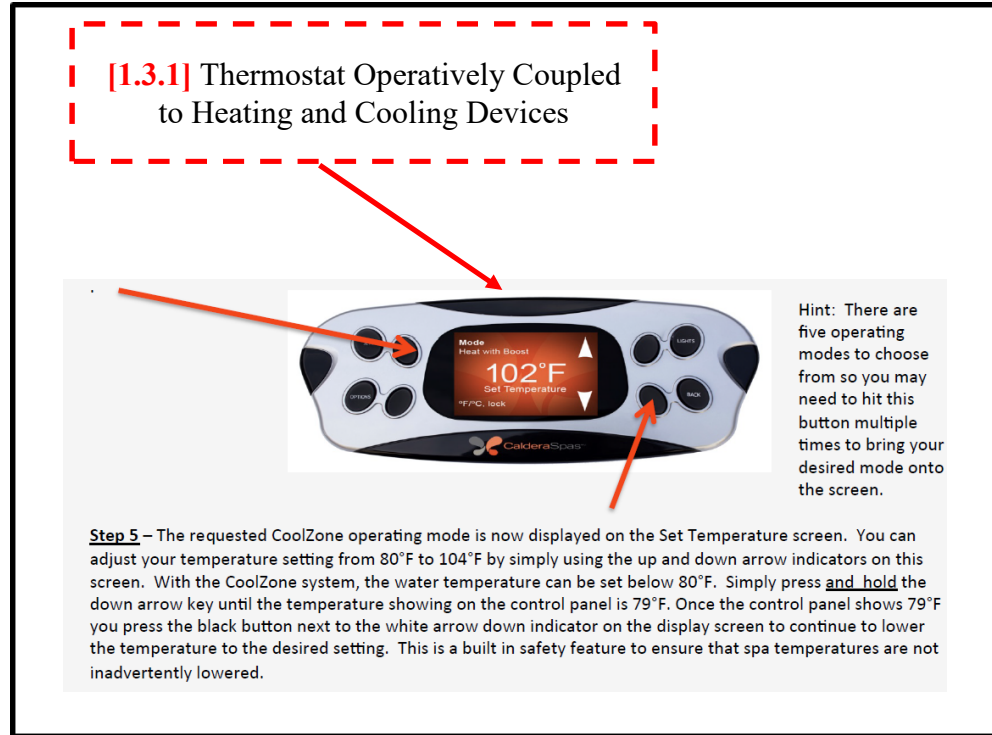 [1.3.1] Thermostat Operatively Coupled
to Heating and Cooling Devices
.
Hint: There are
five operating
modes to choose
from so you may
need to hit this
button multiple
times to bring your
desired mode onto
the screen.
Mode
Heat with Boost
102°F
Set Temperature
°F/°C, lock
LIGHTS
OPTIONS
BACK
CalderaSpas™
Step 5 – The requested CoolZone operating mode is now displayed on the Set Temperature screen. You can
adjust your temperature setting from 80°F to 104°F by simply using the up and down arrow indicators on this
screen. With the CoolZone system, the water temperature can be set below 80°F. Simply press and hold the
down arrow key until the temperature showing on the control panel is 79°F. Once the control panel shows 79°F
you press the black button next to the white arrow down indicator on the display screen to continue to lower
the temperature to the desired setting. This is a built in safety feature to ensure that spa temperatures are not
inadvertently lowered.